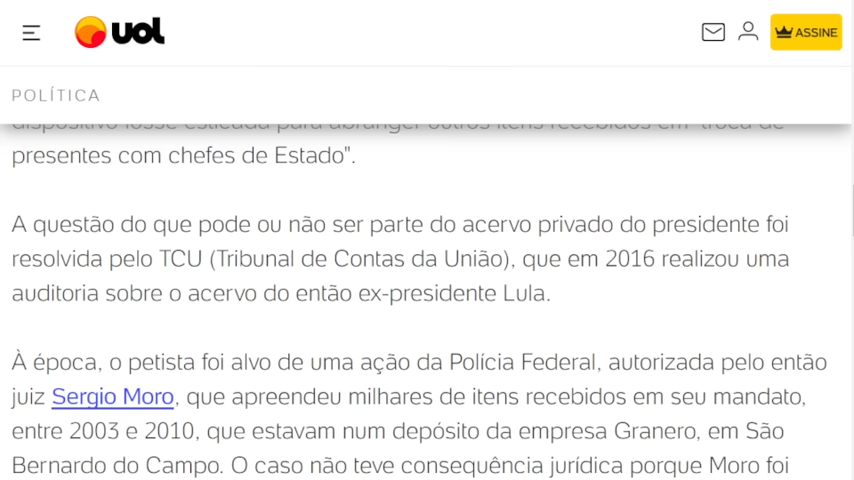 uol
ASSINE
POLÍTICA
dispositivo fosse esticada para abranger outros itens recebidos em "troca de
presentes com chefes de Estado".
A questão do que pode ou não ser parte do acervo privado do presidente foi
resolvida pelo TCU (Tribunal de Contas da União), que em 2016 realizou uma
auditoria sobre o acervo do então ex-presidente Lula.
À época, o petista foi alvo de uma ação da Polícia Federal, autorizada pelo então
juiz Sergio Moro, que apreendeu milhares de itens recebidos em seu mandato,
entre 2003 e 2010, que estavam num depósito da empresa Granero, em São
Bernardo do Campo. O caso não teve consequência jurídica porque Moro foi